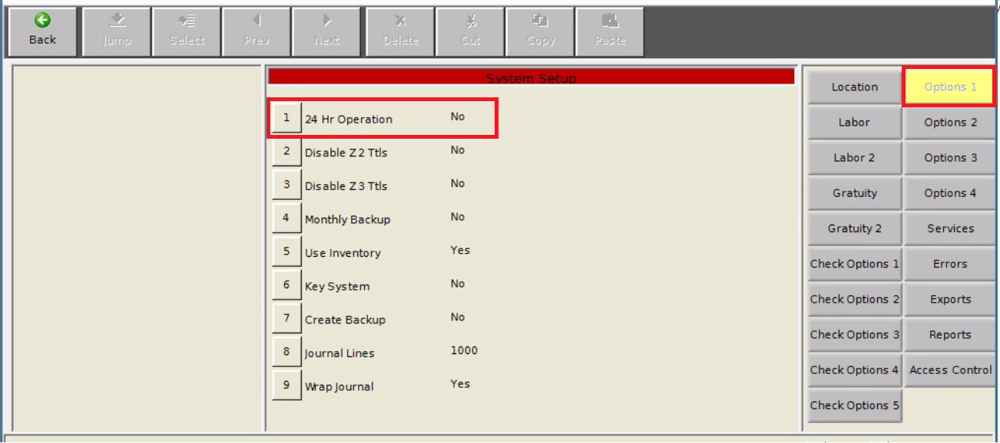 Back Jump Select Prev Next Delete Cut Copy Paste
System Setup
1 24 Hr Operation No
2 Disable Z 2 Ttls No
3 Disable Z 3 Ttls No
4 Monthly Backup No
5 Use Inventory Yes
6 Key System No
7 Create Backup No
8 Journal Lines 1000
9 Wrap Journal Yes
Location Options 1
Labor Options 2
Labor 2 Options 3
Gratuity Options 4
Gratuity 2 Services
Check Options 1 Errors
Check Options 2 Exports
Check Options 3 Reports
Check Options 4 Access Control
Check Options 5